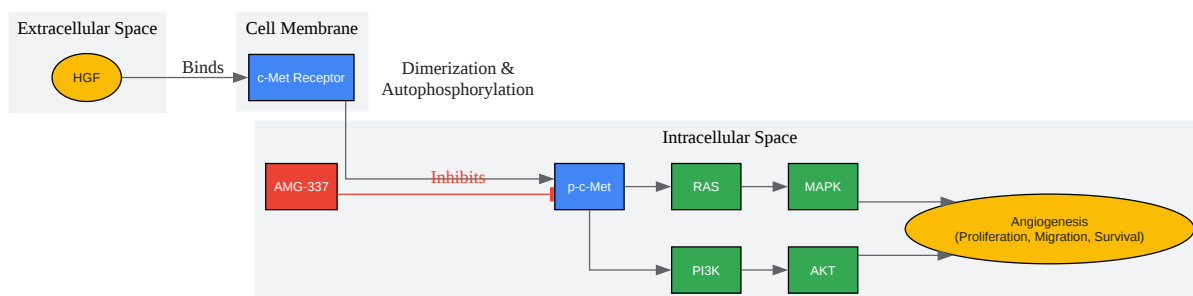 Extracellular Space
HGF
Binds
Cell Membrane
c-Met Receptor
Dimerization &
Autophosphorylation
Intracellular Space
AMG-337
Inhibits
p-c-Met
RAS
MAPK
PI3K
AKT
Angiogenesis
(Proliferation, Migration, Survival)